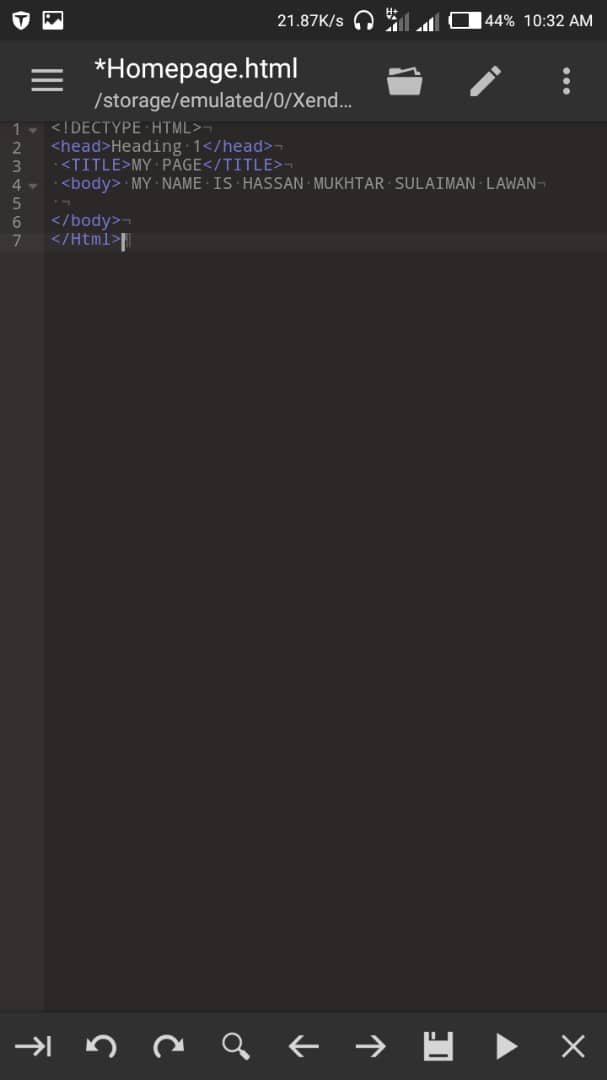 21.87K/s H+ 44% 10:32 AM
*Homepage.html
/storage/emulated/0/Xend...
1 <!DECTYPE HTML>
2 <head>Heading 1</head>
3 <TITLE>MY PAGE</TITLE>
4 <body> MY NAME IS HASSAN MUKHTAR SULAIMAN LAWAN
5
6 </body>
7 </Html>